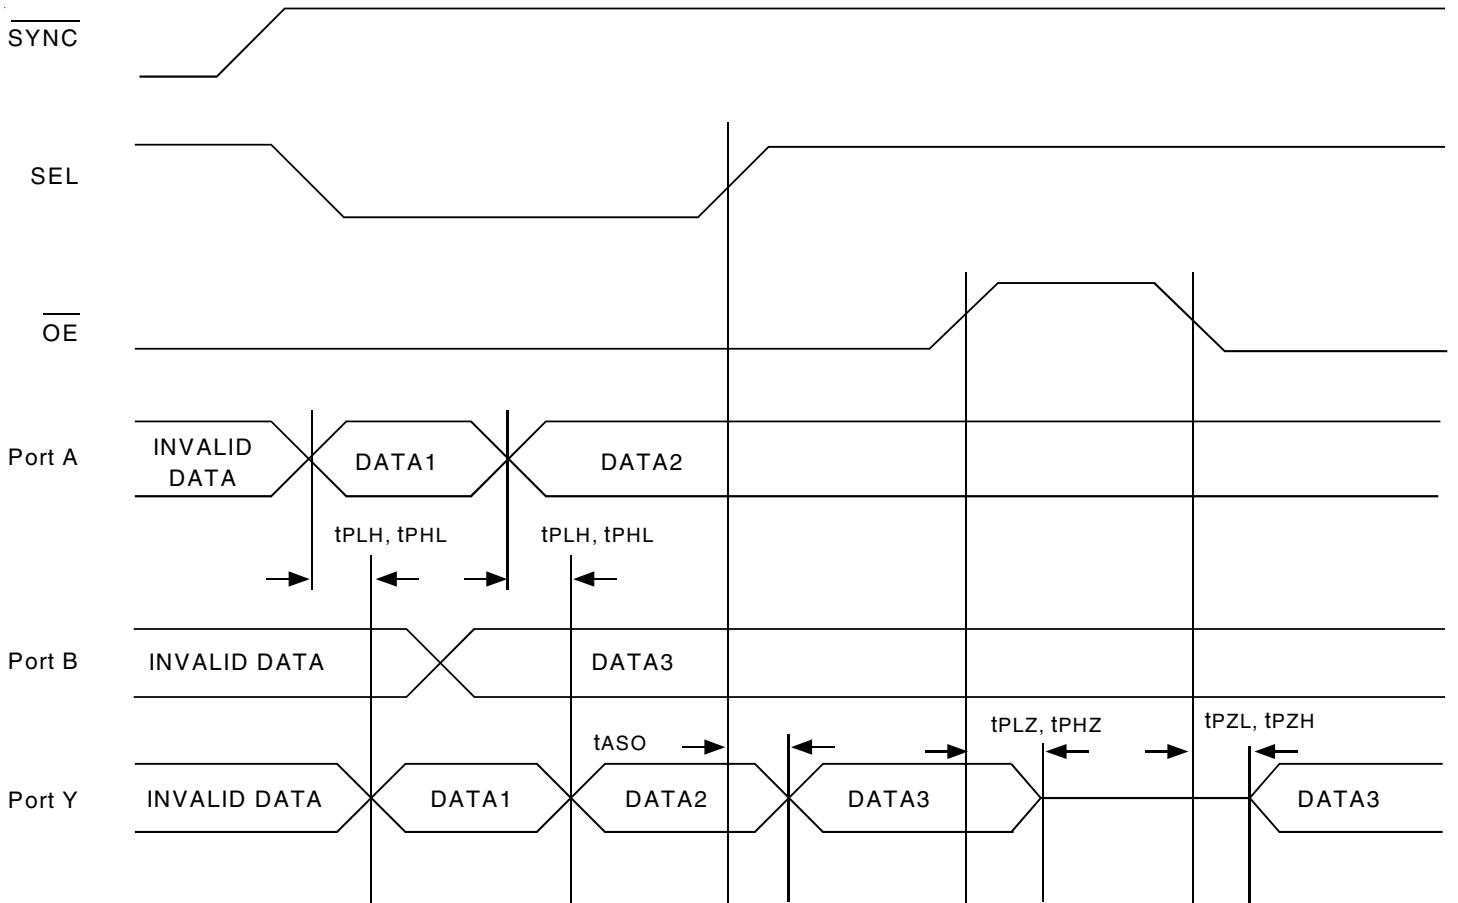 SYNC
SEL
OE
Port A
INVALID
DATA
DATA1
DATA2
tPLH, tPHL
tPLH, tPHL
Port B
INVALID DATA
DATA3
tASO
tPLZ, tPHZ
tPZL, tPZH
Port Y
INVALID DATA
DATA1
DATA2
DATA3
DATA3